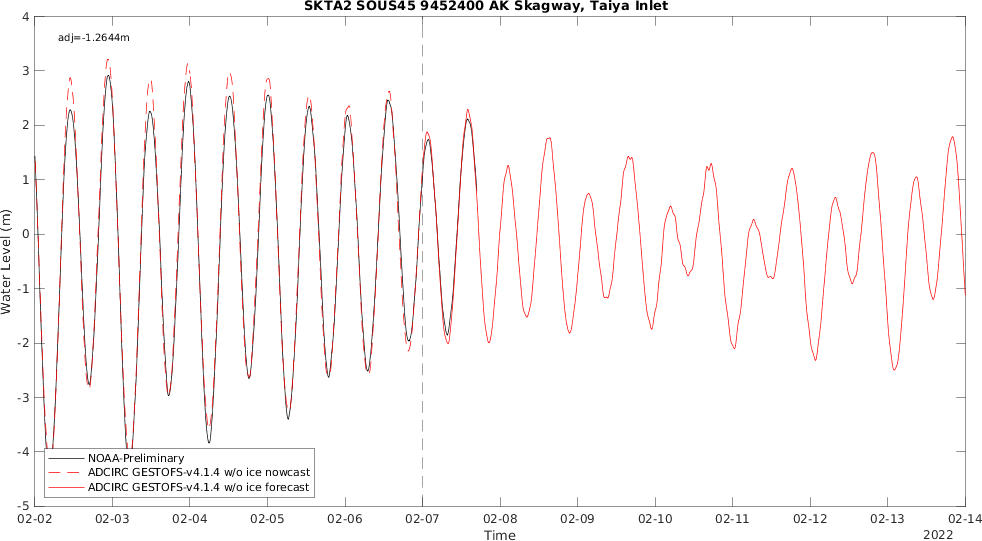 SKTA2 SOUS45 9452400 AK Skagway, Taiya Inlet
adj=-1.2644m
4
3
2
1
0
-1
-2
-3
-4
-5
Water Level (m)
NOAA-Preliminary
ADCIRC GESTOFS-v4.1.4 w/o ice nowcast
ADCIRC GESTOFS-v4.1.4 w/o ice forecast
02-02 02-03 02-04 02-05 02-06 02-07 02-08 02-09 02-10 02-11 02-12 02-13 02-14
Time
2022